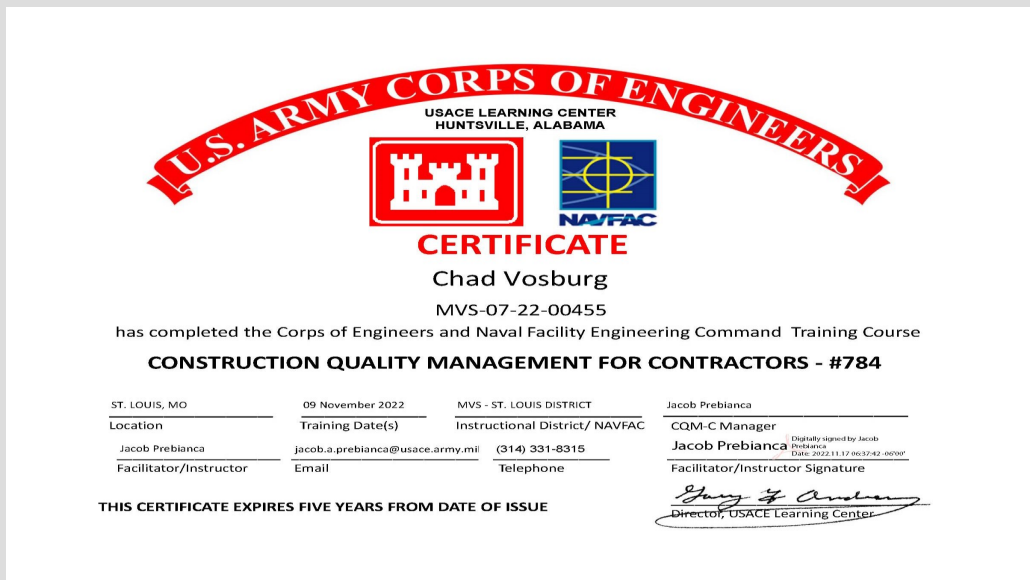 U.S. ARMY CORPS OF ENGINEERS
USACE LEARNING CENTER
HUNTSVILLE, ALABAMA
NAVFAC
CERTIFICATE
Chad Vosburg
MVS-07-22-00455
has completed the Corps of Engineers and Naval Facility Engineering Command Training Course
CONSTRUCTION QUALITY MANAGEMENT FOR CONTRACTORS - #784
ST. LOUIS, MO 09 November 2022 MVS - ST. LOUIS DISTRICT Jacob Prebianca
Location Training Date(s) Instructional District/ NAVFAC CQM-C Manager
Jacob Prebianca jacob.a.prebianca@usace.army.mil (314) 331-8315 Jacob Prebianca
Digitally signed by Jacob
Prebianca
Date: 2022.11.17 06:37:42 -06'00'
Facilitator/Instructor Email Telephone Facilitator/Instructor Signature
THIS CERTIFICATE EXPIRES FIVE YEARS FROM DATE OF ISSUE
Director, USACE Learning Center